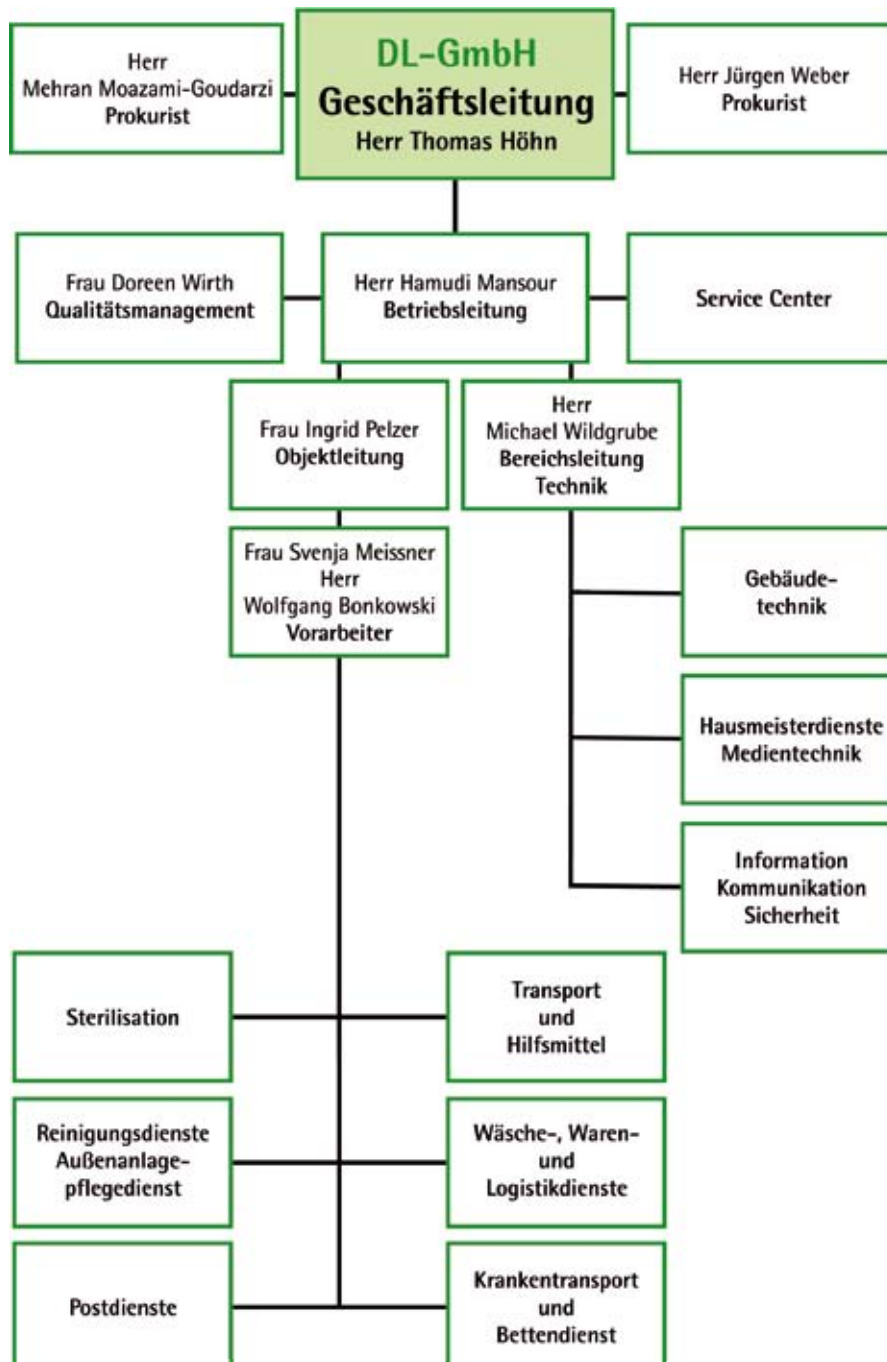 Herr
Mehran Moazami-Goudarzi
Prokurist
DL-GmbH
Geschäftsleitung
Herr Thomas Höhn
Herr Jürgen Weber
Prokurist
Frau Doreen Wirth
Qualitätsmanagement
Herr Hamudi Mansour
Betriebsleitung
Service Center
Frau Ingrid Pelzer
Objektleitung
Herr
Michael Wildgrube
Bereichsleitung
Technik
Frau Svenja Meissner
Herr
Wolfgang Bonkowski
Vorarbeiter
Gebäude-
technik
Hausmeisterdienste
Medientechnik
Information
Kommunikation
Sicherheit
Sterilisation
Transport
und
Hilfsmittel
Reinigungsdienste
Außenanlage-
pflegedienst
Wäsche-, Waren-
und
Logistikdienste
Postdienste
Krankentransport
und
Bettendienst